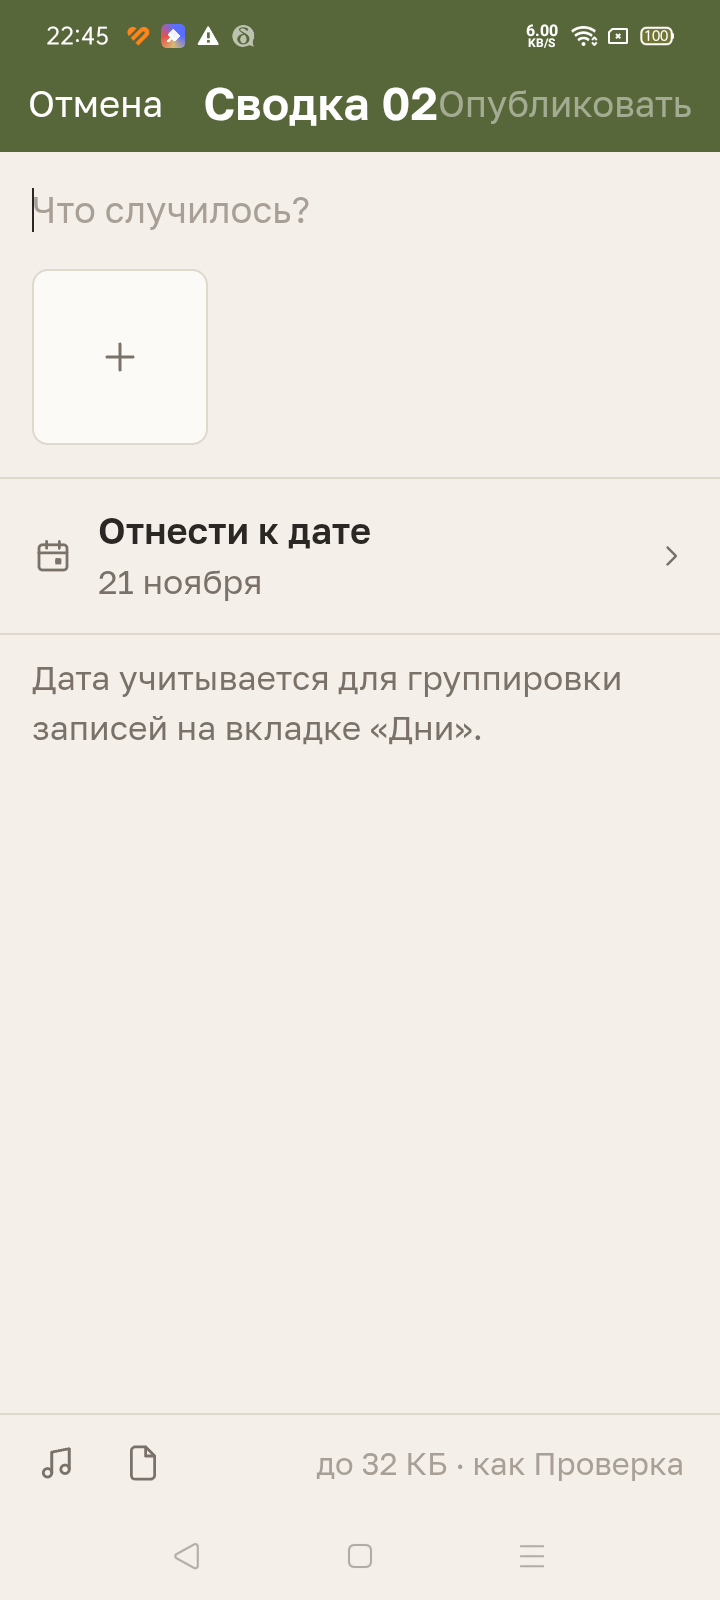 22:45
6.00
KB/S
100
Отмена
Сводка 02
Опубликовать
Что случилось?
Отнести к дате
21 ноября
Дата учитывается для группировки
записей на вкладке «Дни».
до 32 КБ · как Проверка